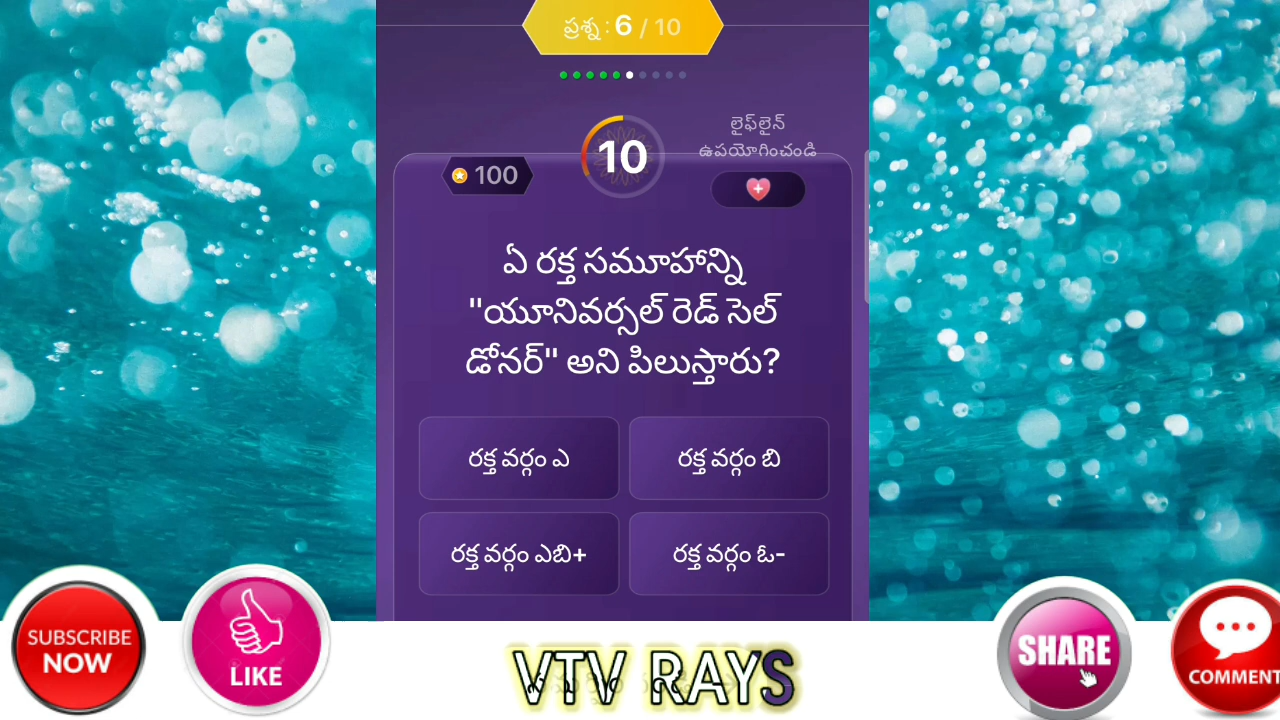 ప్రశ్న : 6 / 10
లైఫ్‌లైన్
ఉపయోగించండి
10
100
ఏ రక్త సమూహాన్ని
"యూనివర్సల్ రెడ్ సెల్
డోనర్" అని పిలుస్తారు?
రక్త వర్గం ఎ
రక్త వర్గం బి
రక్త వర్గం ఎబి+
రక్త వర్గం ఓ-
SUBSCRIBE
NOW
LIKE
VTV RAYS
SHARE
COMMENT